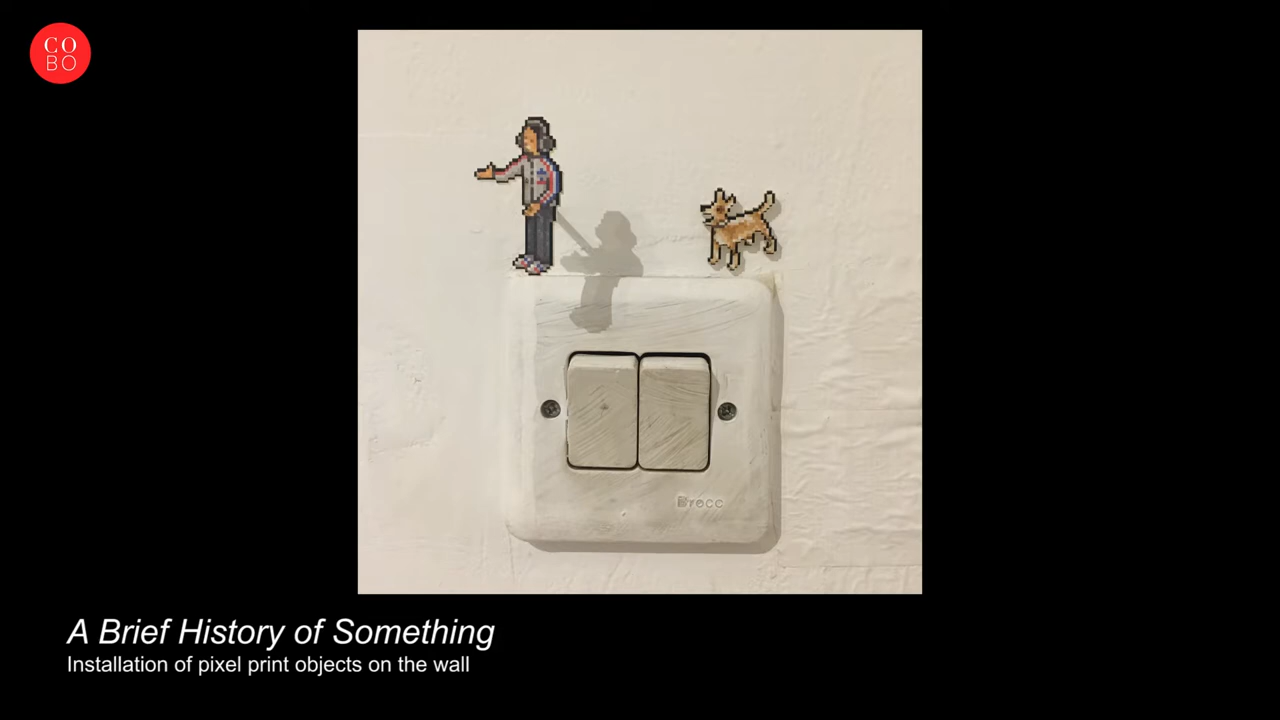 CO
BO
Brecc
A Brief History of Something
Installation of pixel print objects on the wall